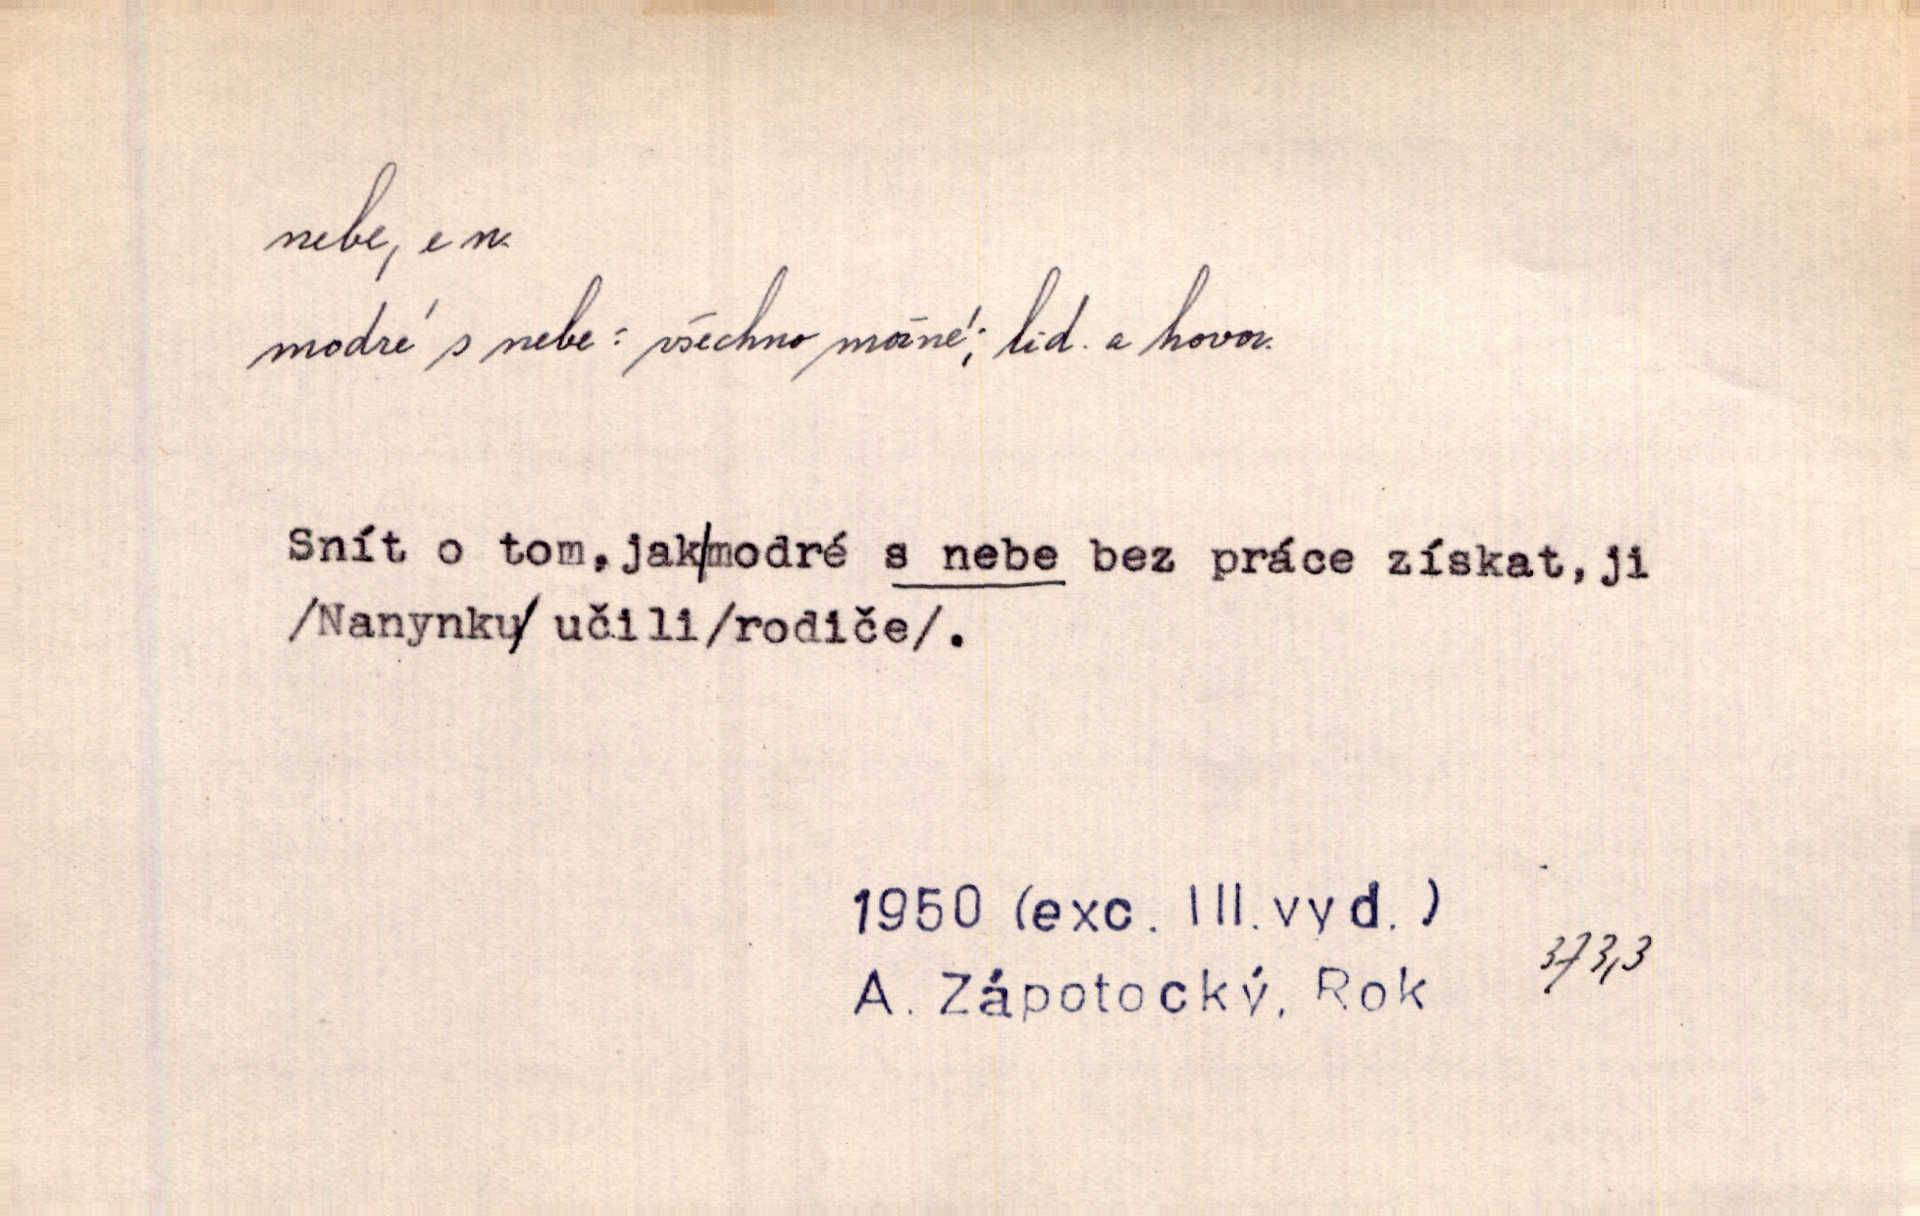 nebe, e n.
modré s nebe: všechno možné; lid. a hovor.
Snít o tom, jak/modré s nebe bez práce získat, ji
/Nanynku/ učili/rodiče/.
1950 (exc. III. vyd.)
373,3
A. Zápotocký, Rok